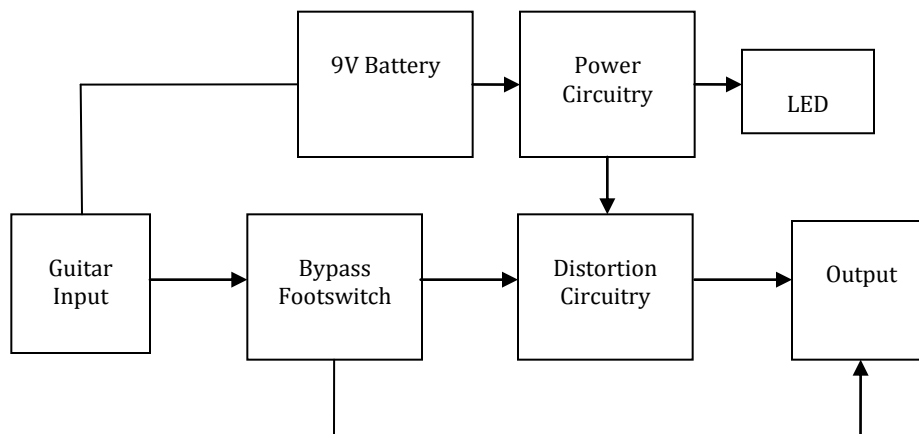 9V Battery
Power
Circuitry
LED
Guitar
Input
Bypass
Footswitch
Distortion
Circuitry
Output